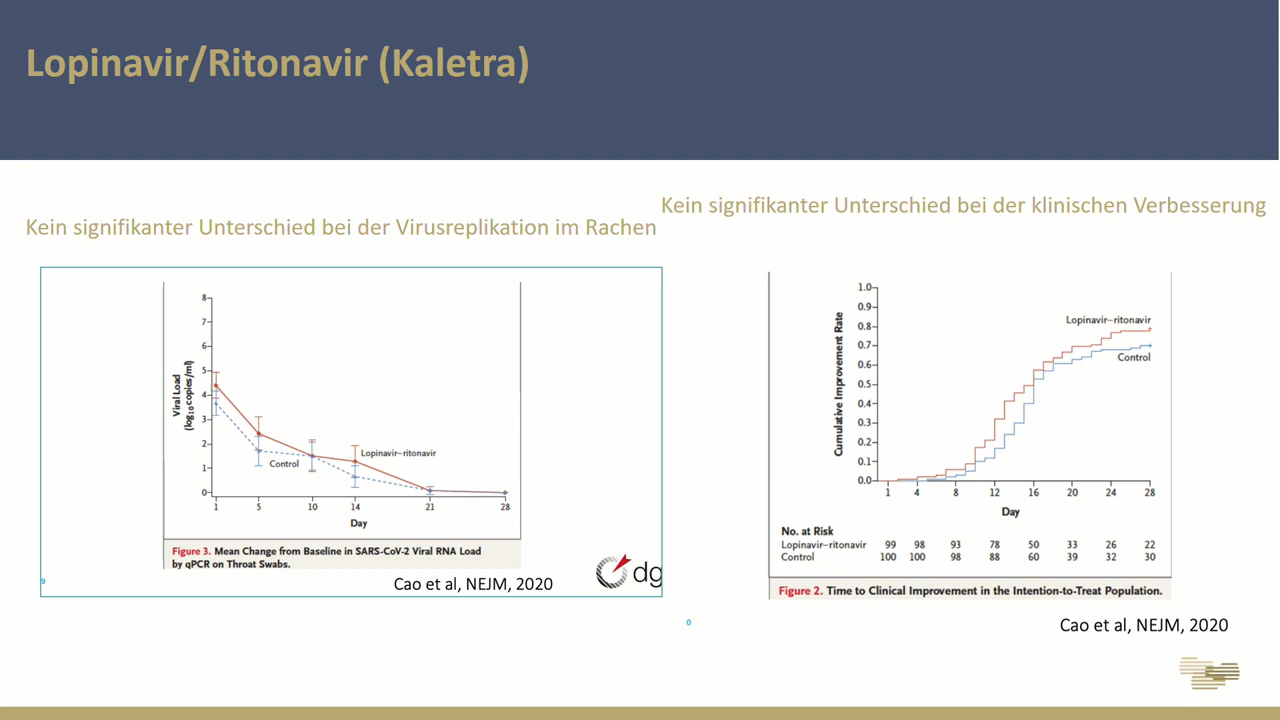 Lopinavir/Ritonavir (Kaletra)
Kein signifikanter Unterschied bei der Virusreplikation im Rachen
8
7
6
5
4
3
2
1
0
Viral Load
(log10copies/ml)
Lopinavir–ritonavir
Control
1 5 10 14 21 28
Day
Figure 3. Mean Change from Baseline in SARS-CoV-2 Viral RNA Load
by qPCR on Throat Swabs.
Cao et al, NEJM, 2020
dg
9
Kein signifikanter Unterschied bei der klinischen Verbesserung
1.0
0.9
0.8
0.7
0.6
0.5
0.4
0.3
0.2
0.1
0.0
Cumulative Improvement Rate
Lopinavir–ritonavir
Control
1 4 8 12 16 20 24 28
Day
No. at Risk
Lopinavir–ritonavir 99 98 93 78 50 33 26 22
Control 100 100 98 88 60 39 32 30
Figure 2. Time to Clinical Improvement in the Intention-to-Treat Population.
0
Cao et al, NEJM, 2020